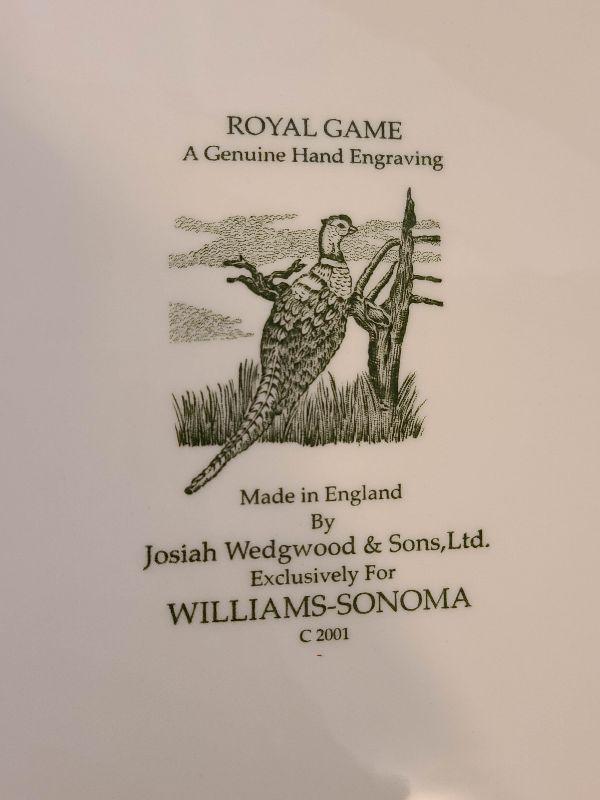 ROYAL GAME
A Genuine Hand Engraving
Made in England
By
Josiah Wedgwood & Sons,Ltd.
Exclusively For
WILLIAMS-SONOMA
C 2001